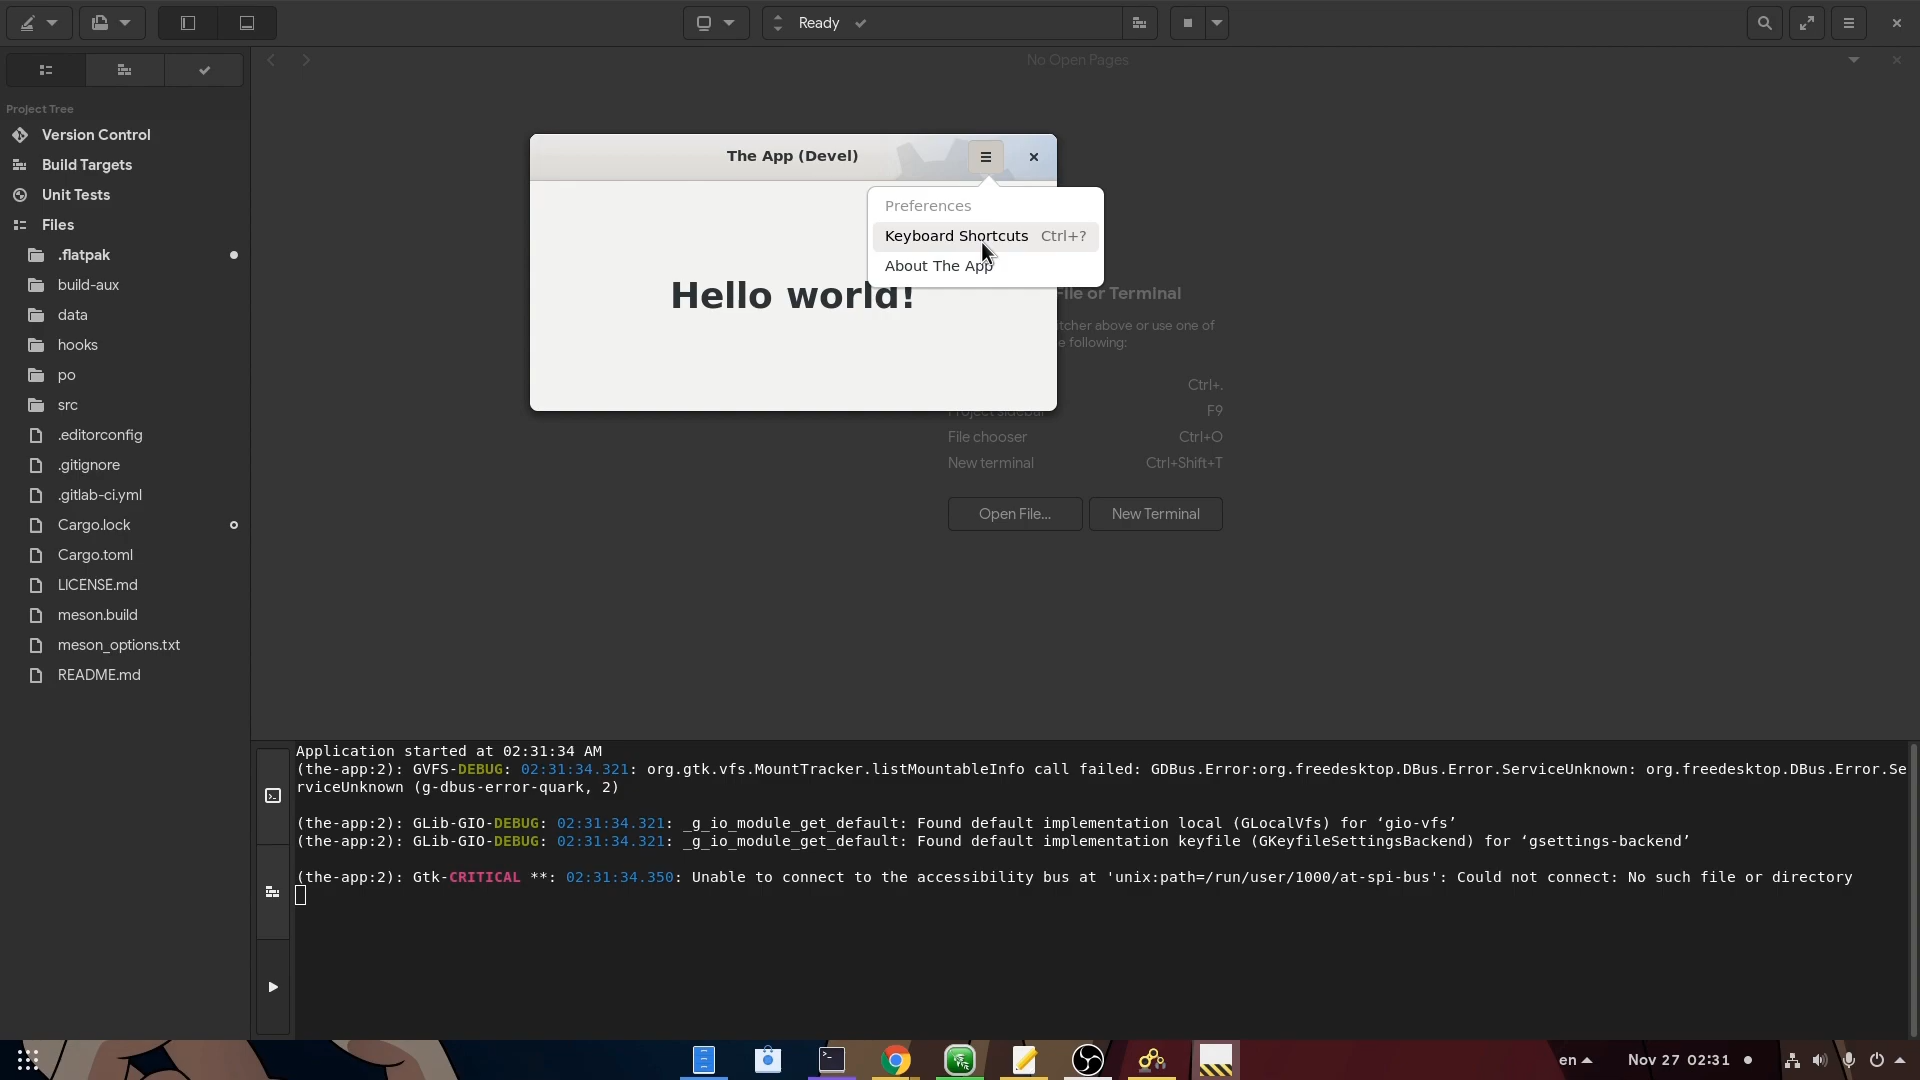 Ready
No Open Pages
Project Tree
Version Control
Build Targets
Unit Tests
Files
.flatpak
build-aux
data
hooks
po
src
.editorconfig
.gitignore
.gitlab-ci.yml
Cargo.lock
Cargo.toml
LICENSE.md
meson.build
meson_options.txt
README.md
The App (Devel)
Preferences
Keyboard Shortcuts Ctrl+?
About The App
Hello world!
File or Terminal
above or use one of
following:
Ctrl+.
Project sidebar F9
File chooser Ctrl+O
New terminal Ctrl+Shift+T
Open File... New Terminal
Application started at 02:31:34 AM
(the-app:2): GVFS-DEBUG: 02:31:34.321: org.gtk.vfs.MountTracker.listMountableInfo call failed: GDBus.Error:org.freedesktop.DBus.Error.ServiceUnknown: org.freedesktop.DBus.Error.Se
rviceUnknown (g-dbus-error-quark, 2)
(the-app:2): GLib-GIO-DEBUG: 02:31:34.321: _g_io_module_get_default: Found default implementation local (GLocalVfs) for ‘gio-vfs’
(the-app:2): GLib-GIO-DEBUG: 02:31:34.321: _g_io_module_get_default: Found default implementation keyfile (GKeyfileSettingsBackend) for ‘gsettings-backend’
(the-app:2): Gtk-CRITICAL **: 02:31:34.350: Unable to connect to the accessibility bus at 'unix:path=/run/user/1000/at-spi-bus': Could not connect: No such file or directory
en
Nov 27 02:31